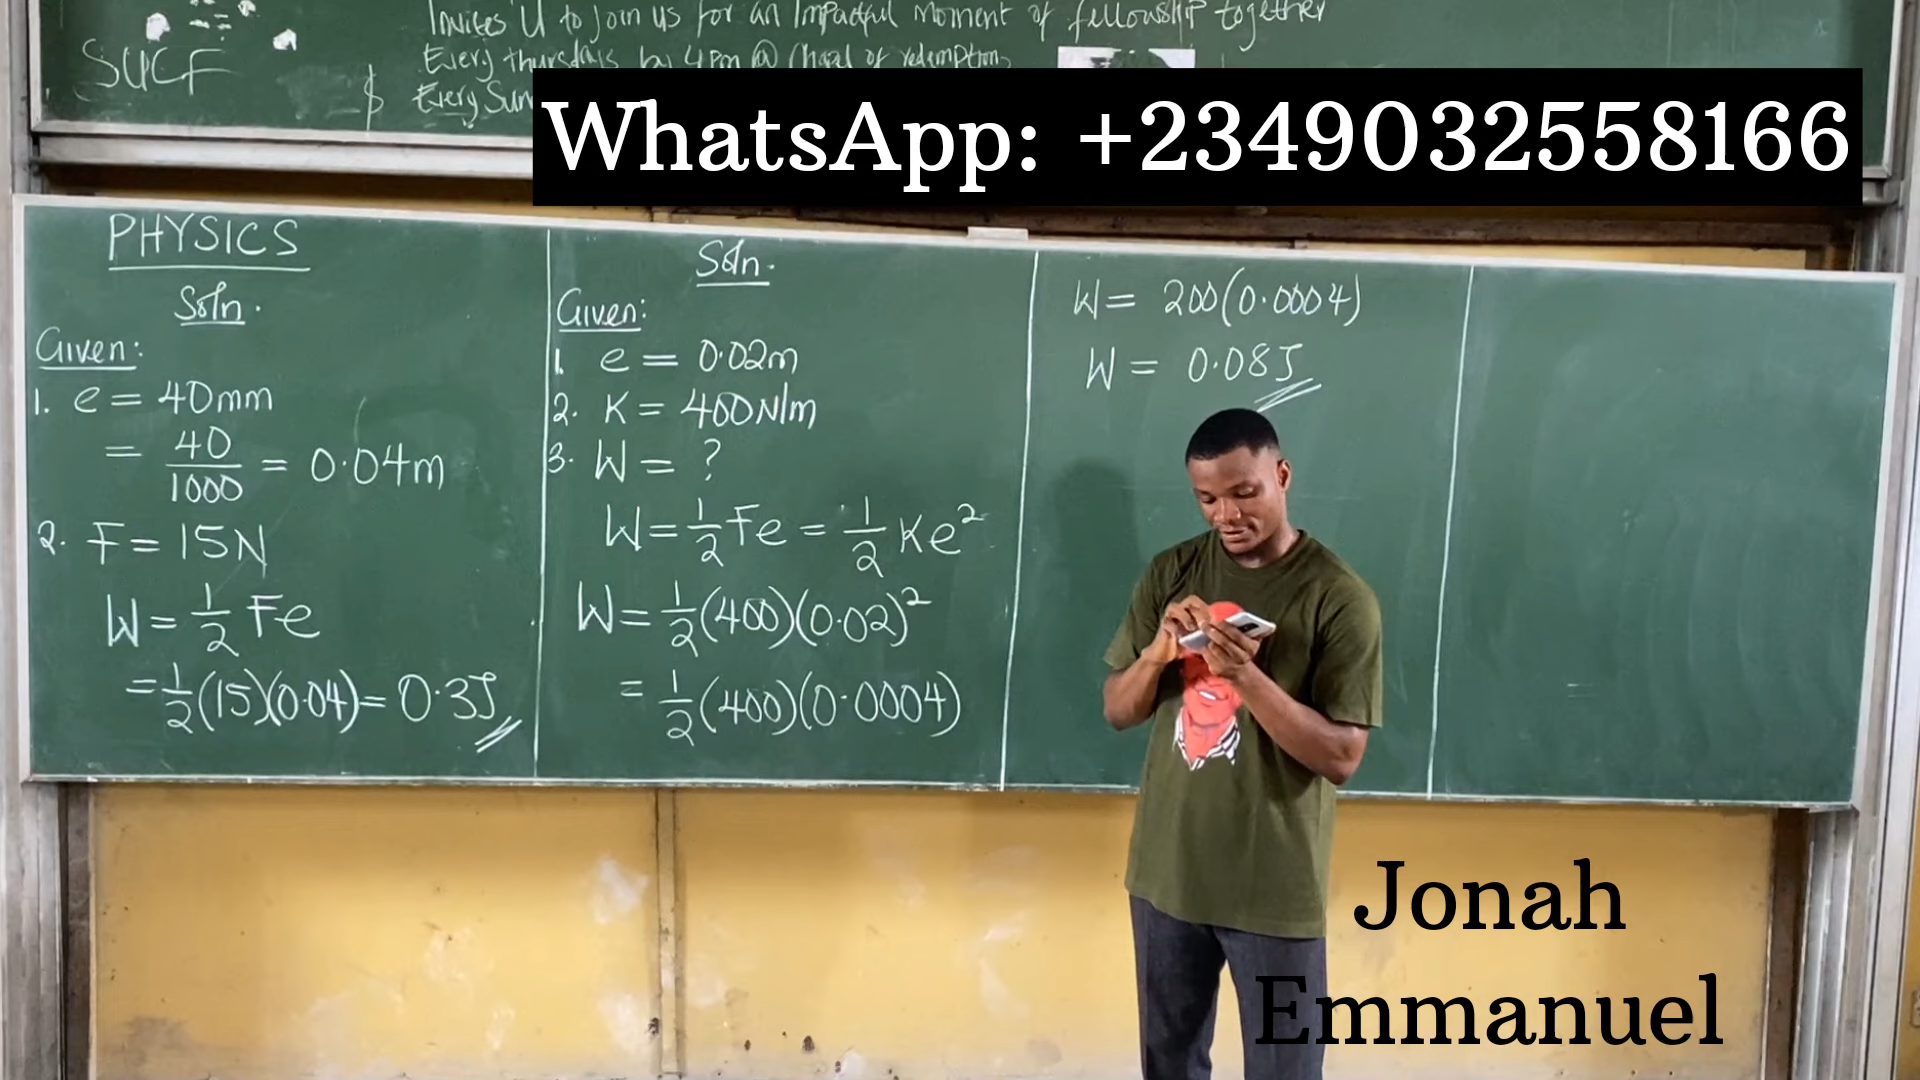 Invites U to join us for an Impactful Moment of fellowship together
Every thursdays by 4pm @ Chapel of redemption
SUCF
Every Sun
WhatsApp: +2349032558166
PHYSICS
Soln.
Given:
1. e = 40mm
= 40/1000 = 0.04m
2. F = 15N
W = 1/2 Fe
= 1/2 (15)(0.04) = 0.3J
Soln.
Given:
1. e = 0.02m
2. K = 400N/m
3. W = ?
W = 1/2 Fe = 1/2 Ke²
W = 1/2 (400)(0.02)²
= 1/2 (400)(0.0004)
W = 200(0.0004)
W = 0.08J
Jonah
Emmanuel